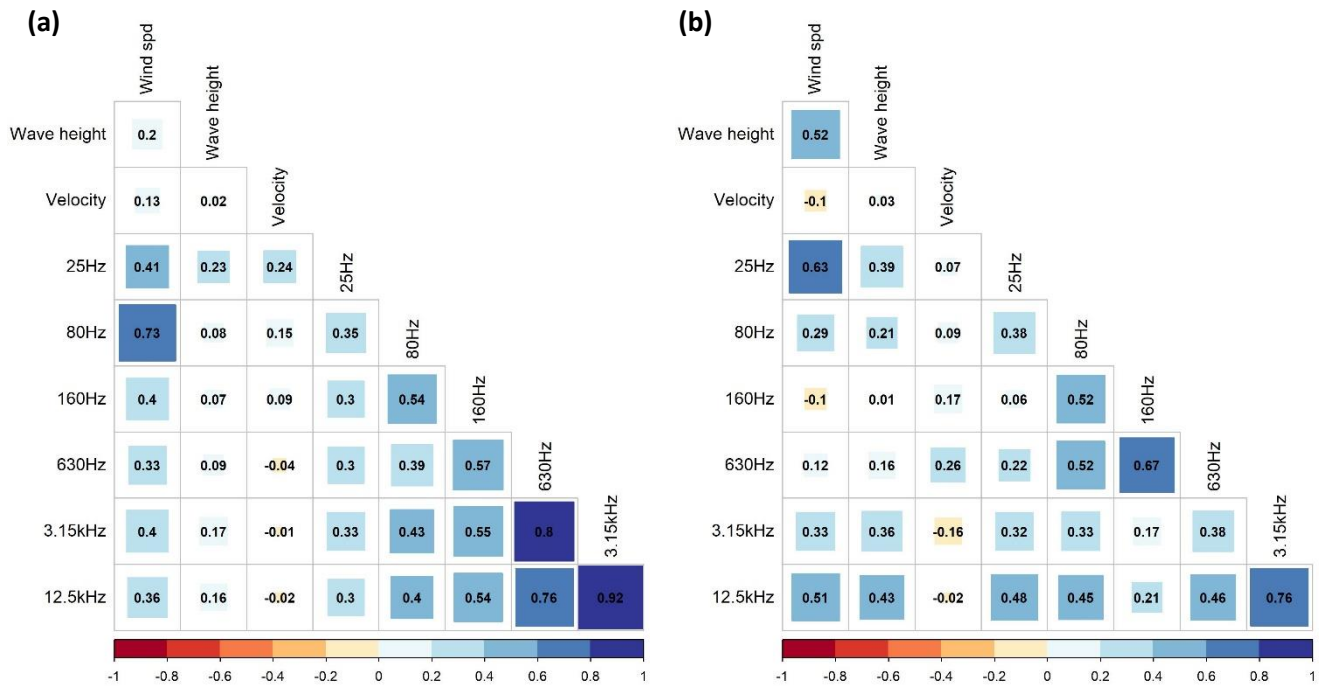 (a)
Wind spd
Wave height 0.2 Wave height
Velocity 0.13 0.02 Velocity
25Hz 0.41 0.23 0.24 25Hz
80Hz 0.73 0.08 0.15 0.35 80Hz
160Hz 0.4 0.07 0.09 0.3 0.54 160Hz
630Hz 0.33 0.09 -0.04 0.3 0.39 0.57 630Hz
3.15kHz 0.4 0.17 -0.01 0.33 0.43 0.55 0.8 3.15kHz
12.5kHz 0.36 0.16 -0.02 0.3 0.4 0.54 0.76 0.92
-1 -0.8 -0.6 -0.4 -0.2 0 0.2 0.4 0.6 0.8 1
(b)
Wind spd
Wave height 0.52 Wave height
Velocity -0.1 0.03 Velocity
25Hz 0.63 0.39 0.07 25Hz
80Hz 0.29 0.21 0.09 0.38 80Hz
160Hz -0.1 0.01 0.17 0.06 0.52 160Hz
630Hz 0.12 0.16 0.26 0.22 0.52 0.67 630Hz
3.15kHz 0.33 0.36 -0.16 0.32 0.33 0.17 0.38 3.15kHz
12.5kHz 0.51 0.43 -0.02 0.48 0.45 0.21 0.46 0.76
-1 -0.8 -0.6 -0.4 -0.2 0 0.2 0.4 0.6 0.8 1